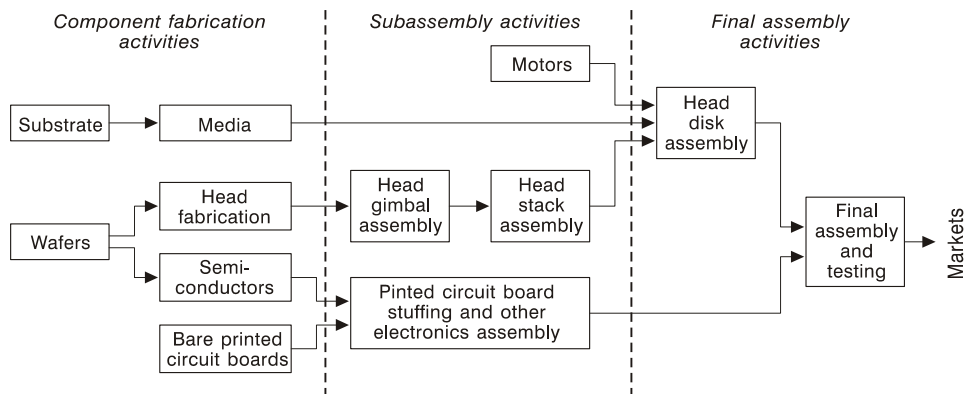 Component fabrication
activities
Subassembly activities
Final assembly
activities
Motors
Substrate
Media
Head
disk
assembly
Wafers
Head
fabrication
Head
gimbal
assembly
Head
stack
assembly
Semi-
conductors
Bare printed
circuit boards
Pinted circuit board
stuffing and other
electronics assembly
Final
assembly
and
testing
Markets